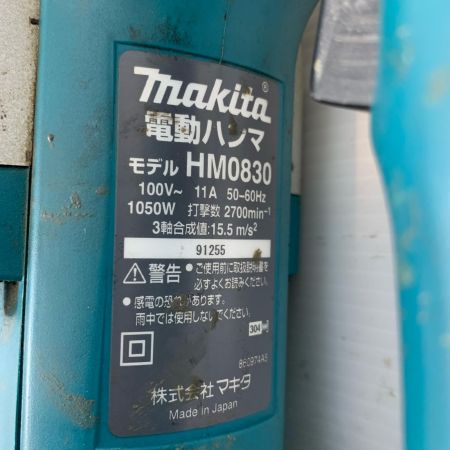 makita®
電動ハンマ
モデル HM0830
100V~ 11A 50-60Hz
1050W 打撃数 2700min⁻¹
3軸合成値:15.5 m/s²
91255
⚠警告 ●ご使用前に取扱説明書を
必ずよくお読みください。
●感電の恐れがあります。
雨中では使用しないでください。
304
860974A5
株式会社 マキタ
Made in Japan